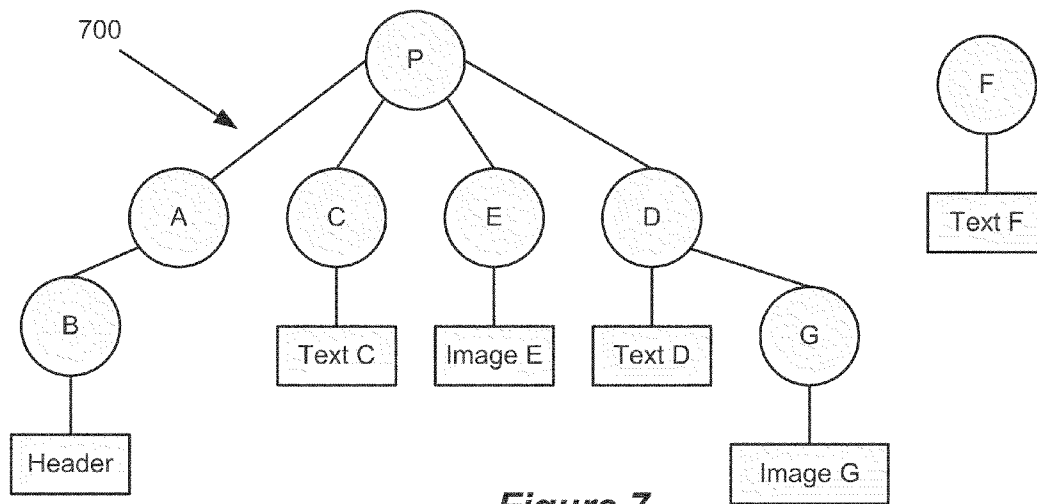 700
P
F
A
C
E
D
Text F
B
G
Text C
Image E
Text D
Header
Image G
Figure 7